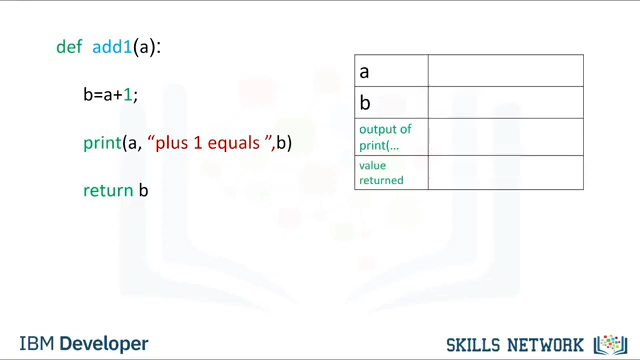 def add1(a):
b=a+1;
print(a, “plus 1 equals ”,b)
return b
a
b
output of
print(...
value
returned
IBM Developer
SKILLS NETWORK